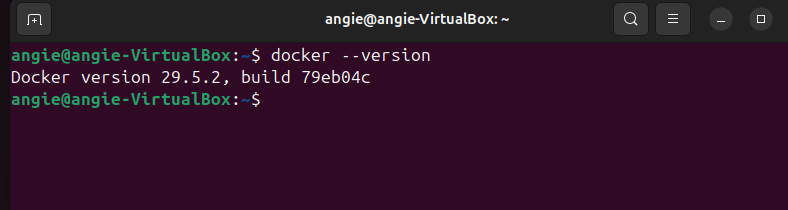 angie@angie-VirtualBox: ~
angie@angie-VirtualBox:~$ docker --version
Docker version 29.5.2, build 79eb04c
angie@angie-VirtualBox:~$